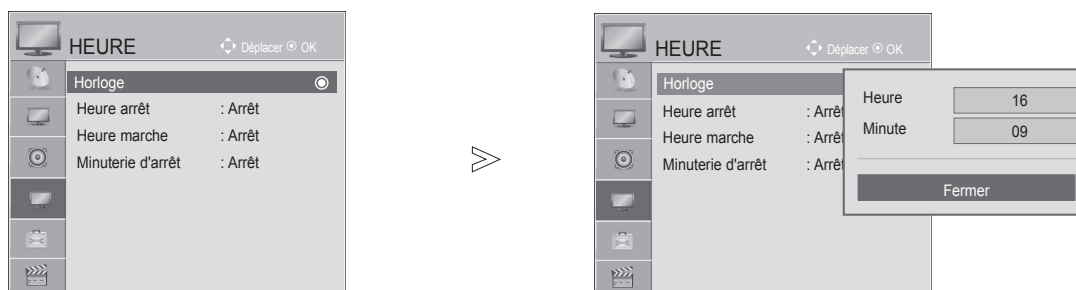 HEURE Déplacer OK
Horloge
Heure arrêt : Arrêt
Heure marche : Arrêt
Minuterie d'arrêt : Arrêt
HEURE Déplacer OK
Horloge
Heure arrêt : Arrêt
Heure marche : Arrêt
Minuterie d'arrêt : Arrêt
Heure 16
Minute 09
Fermer